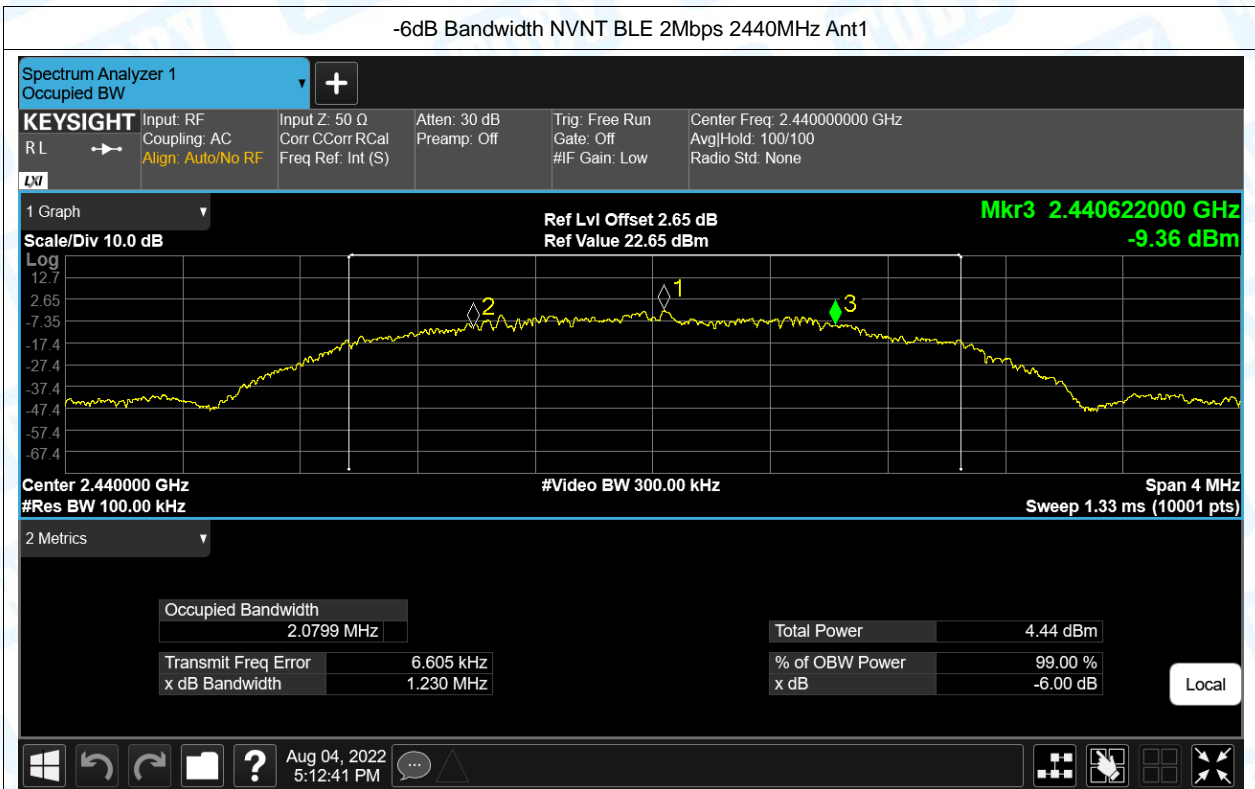 -6dB Bandwidth NVNT BLE 2Mbps 2440MHz Ant1
Spectrum Analyzer 1
Occupied BW
KEYSIGHT
R L
LXI
Input: RF
Coupling: AC
Align: Auto/No RF
Input Z: 50 Ω
Corr CCorr RCal
Freq Ref: Int (S)
Atten: 30 dB
Preamp: Off
Trig: Free Run
Gate: Off
#IF Gain: Low
Center Freq: 2.440000000 GHz
Avg|Hold: 100/100
Radio Std: None
1 Graph
Scale/Div 10.0 dB
Ref Lvl Offset 2.65 dB
Ref Value 22.65 dBm
Mkr3 2.440622000 GHz
-9.36 dBm
Log
12.7
2.65
-7.35
-17.4
-27.4
-37.4
-47.4
-57.4
-67.4
2
1
3
Center 2.440000 GHz
#Res BW 100.00 kHz
#Video BW 300.00 kHz
Span 4 MHz
Sweep 1.33 ms (10001 pts)
2 Metrics
Occupied Bandwidth
2.0799 MHz
Transmit Freq Error 6.605 kHz
x dB Bandwidth 1.230 MHz
Total Power 4.44 dBm
% of OBW Power 99.00 %
x dB -6.00 dB
Local
?
Aug 04, 2022
5:12:41 PM